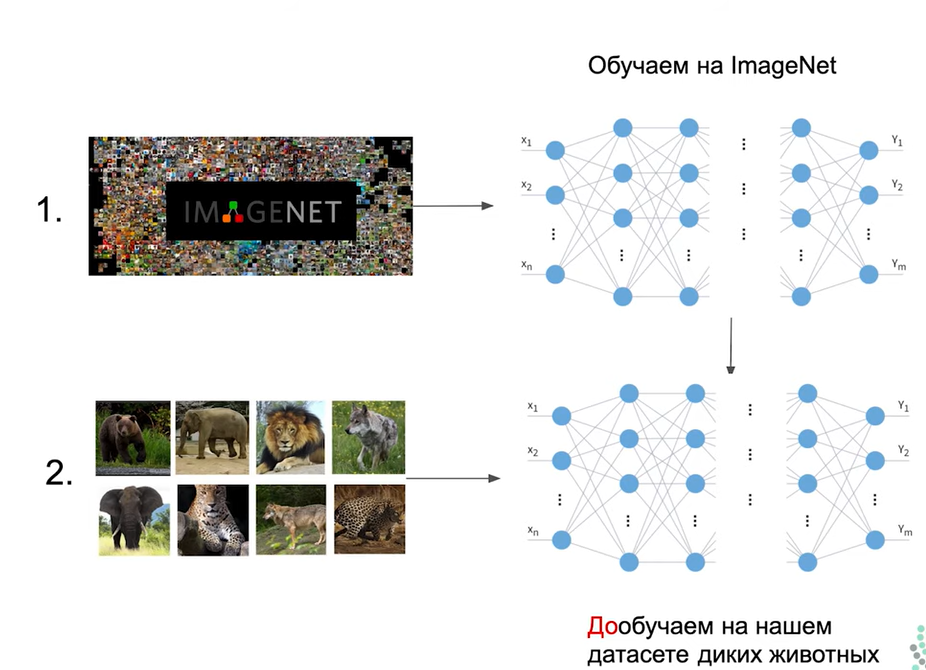 Обучаем на ImageNet
1.
IMAGENET
x1
x2
xn
Y1
Y2
Ym
2.
x1
x2
xn
Y1
Y2
Ym
Дообучаем на нашем
датасете диких животных